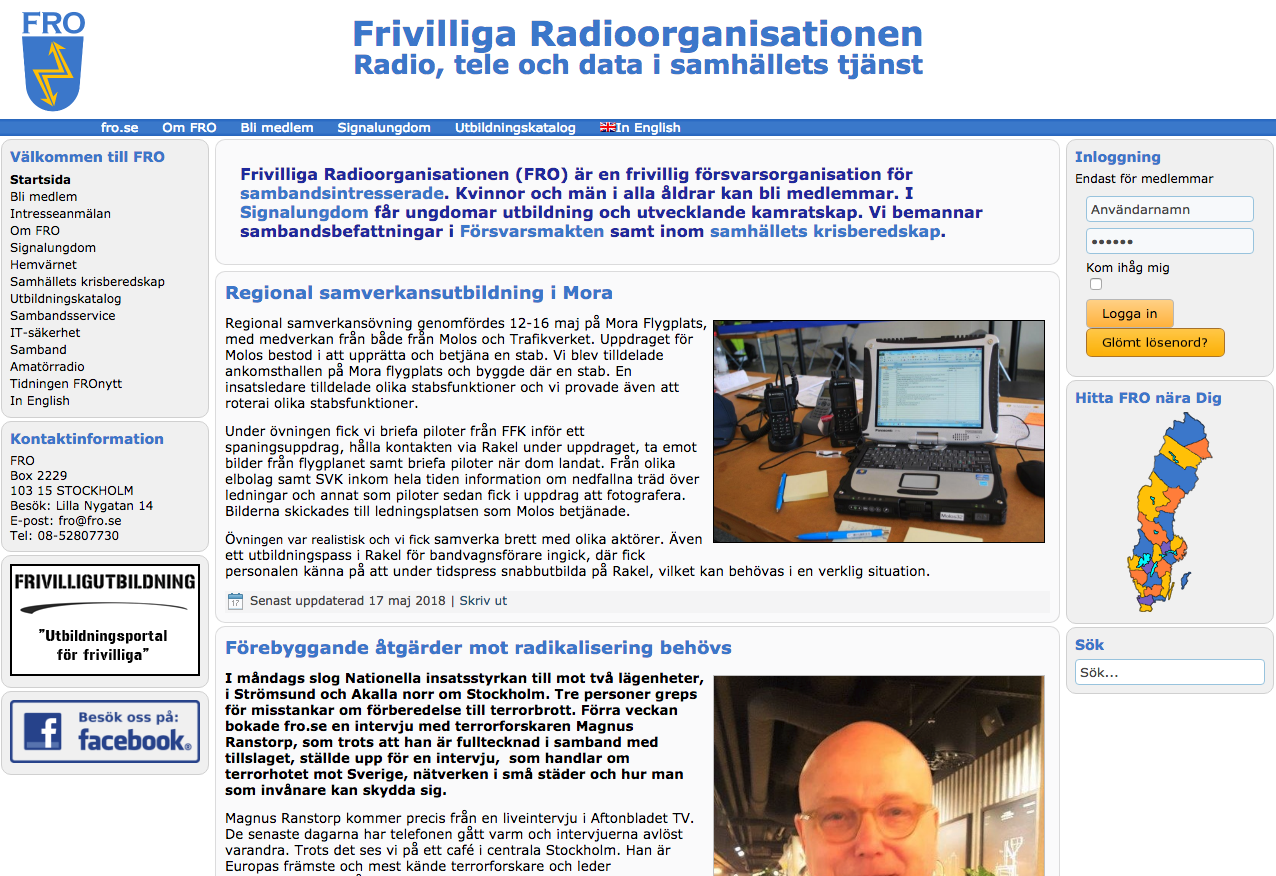 FRO
Frivilliga Radioorganisationen
Radio, tele och data i samhällets tjänst
fro.se Om FRO Bli medlem Signalungdom Utbildningskatalog In English
Välkommen till FRO
Startsida
Bli medlem
Intresseanmälan
Om FRO
Signalungdom
Hemvärnet
Samhällets krisberedskap
Utbildningskatalog
Sambandsservice
IT-säkerhet
Samband
Amatörradio
Tidningen FROnytt
In English
Kontaktinformation
FRO
Box 2229
103 15 STOCKHOLM
Besök: Lilla Nygatan 14
E-post: fro@fro.se
Tel: 08-52807730
FRIVILLIGUTBILDNING
”Utbildningsportal
för frivilliga”
Besök oss på:
facebook®
Frivilliga Radioorganisationen (FRO) är en frivillig försvarsorganisation för
sambandsintresserade. Kvinnor och män i alla åldrar kan bli medlemmar. I
Signalungdom får ungdomar utbildning och utvecklande kamratskap. Vi bemannar
sambandsbefattningar i Försvarsmakten samt inom samhällets krisberedskap.
Regional samverkansutbildning i Mora
Regional samverkansövning genomfördes 12-16 maj på Mora Flygplats,
med medverkan från både från Molos och Trafikverket. Uppdraget för
Molos bestod i att upprätta och betjäna en stab. Vi blev tilldelade
ankomsthallen på Mora flygplats och byggde där en stab. En
insatsledare tilldelade olika stabsfunktioner och vi provade även att
roterai olika stabsfunktioner.
Under övningen fick vi briefa piloter från FFK inför ett
spaningsuppdrag, hålla kontakten via Rakel under uppdraget, ta emot
bilder från flygplanet samt briefa piloter när dom landat. Från olika
elbolag samt SVK inkom hela tiden information om nedfallna träd över
ledningar och annat som piloter sedan fick i uppdrag att fotografera.
Bilderna skickades till ledningsplatsen som Molos betjänade.
Övningen var realistisk och vi fick samverka brett med olika aktörer. Även
ett utbildningspass i Rakel för bandvagnsförare ingick, där fick
personalen känna på att under tidspress snabbutbilda på Rakel, vilket kan behövas i en verklig situation.
17 Senast uppdaterad 17 maj 2018 | Skriv ut
Förebyggande åtgärder mot radikalisering behövs
I måndags slog Nationella insatsstyrkan till mot två lägenheter,
i Strömsund och Akalla norr om Stockholm. Tre personer greps
för misstankar om förberedelse till terrorbrott. Förra veckan
bokade fro.se en intervju med terrorforskaren Magnus
Ranstorp, som trots att han är fulltecknad i samband med
tillslaget, ställde upp för en intervju, som handlar om
terrorhotet mot Sverige, nätverken i små städer och hur man
som invånare kan skydda sig.
Magnus Ranstorp kommer precis från en liveintervju i Aftonbladet TV.
De senaste dagarna har telefonen gått varm och intervjuerna avlöst
varandra. Trots det ses vi på ett café i centrala Stockholm. Han är
Europas främste och mest kände terrorforskare och leder
Inloggning
Endast för medlemmar
Användarnamn
••••••
Kom ihåg mig
Logga in
Glömt lösenord?
Hitta FRO nära Dig
Sök
Sök...